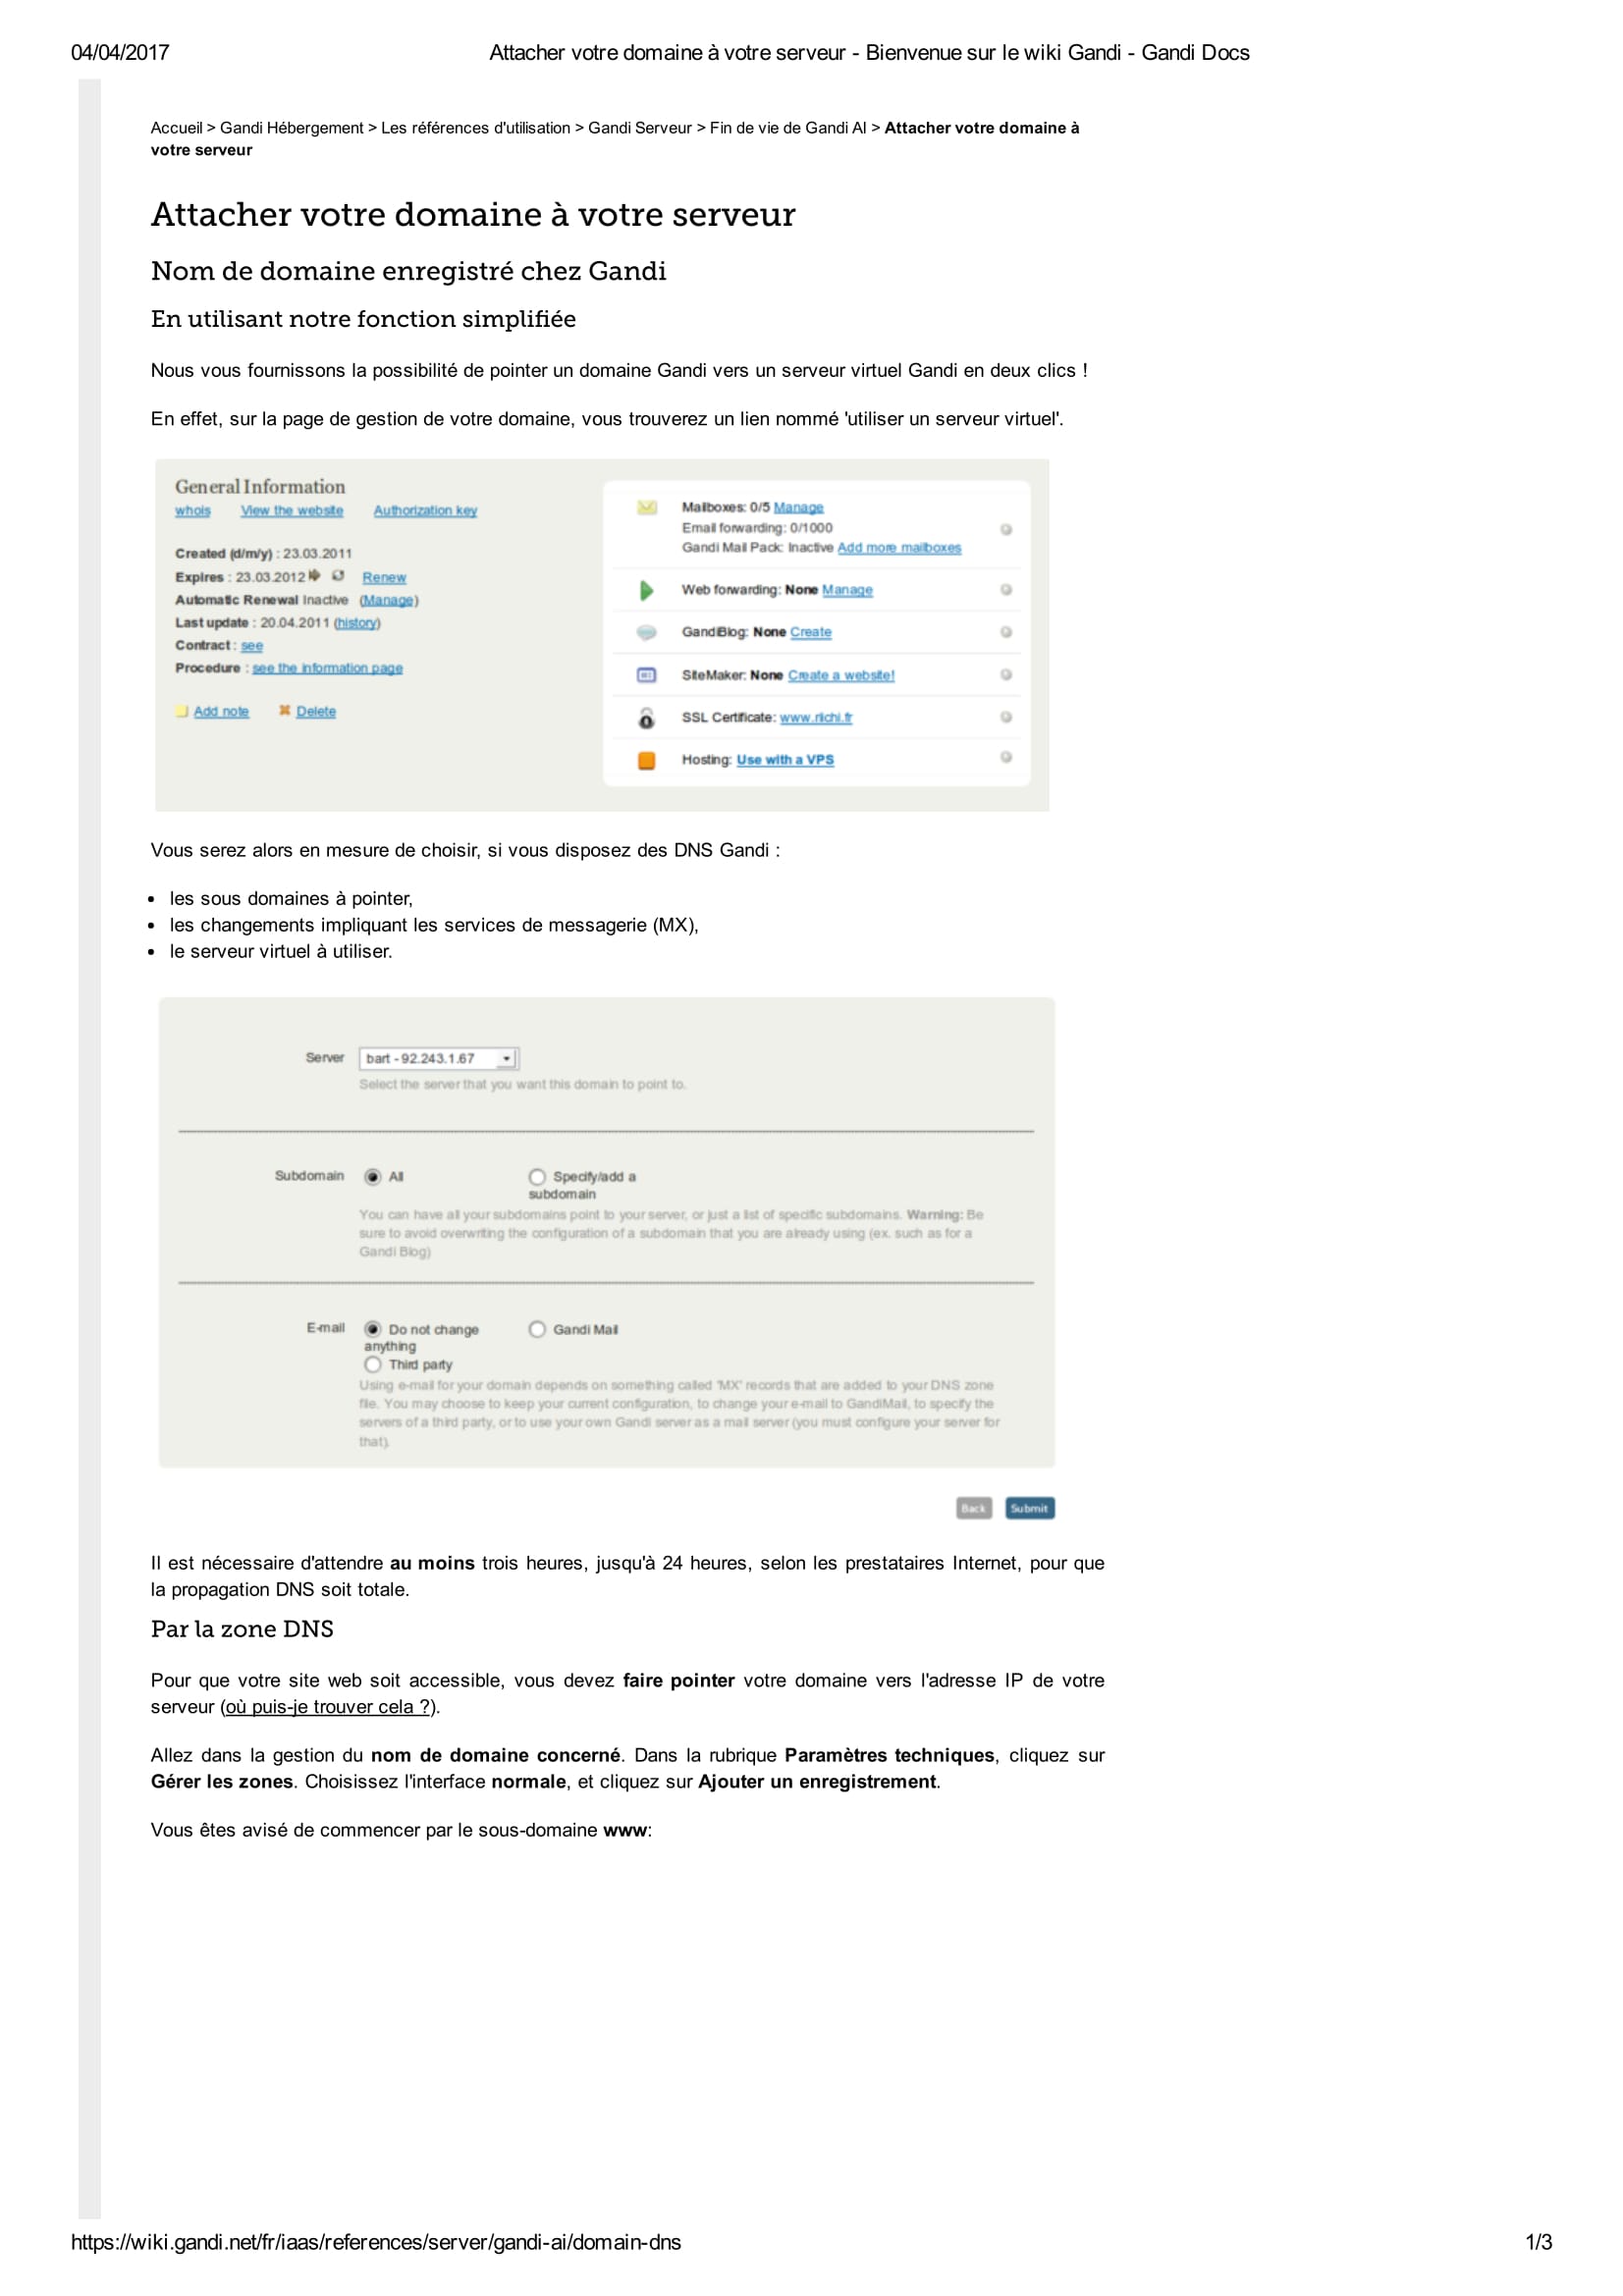 04/04/2017 Attacher votre domaine à votre serveur - Bienvenue sur le wiki Gandi - Gandi Docs
Accueil > Gandi Hébergement > Les références d'utilisation > Gandi Serveur > Fin de vie de Gandi AI > Attacher votre domaine à
votre serveur
Attacher votre domaine à votre serveur
Nom de domaine enregistré chez Gandi
En utilisant notre fonction simplifiée
Nous vous fournissons la possibilité de pointer un domaine Gandi vers un serveur virtuel Gandi en deux clics !
En effet, sur la page de gestion de votre domaine, vous trouverez un lien nommé 'utiliser un serveur virtuel'.
General Information
whois View the website Authorization key
Created (d/m/y) : 23.03.2011
Expires : 23.03.2012 Renew
Automatic Renewal Inactive (Manage)
Last update : 20.04.2011 (history)
Contract : see
Procedure : see the information page
Add note Delete
Mailboxes: 0/5 Manage
Email forwarding: 0/1000
Gandi Mail Pack: Inactive Add more mailboxes
Web forwarding: None Manage
GandiBlog: None Create
SiteMaker: None Create a website!
SSL Certificate: www.riichi.fr
Hosting: Use with a VPS
Vous serez alors en mesure de choisir, si vous disposez des DNS Gandi :
• les sous domaines à pointer,
• les changements impliquant les services de messagerie (MX),
• le serveur virtuel à utiliser.
Server bart - 92.243.1.67
Select the server that you want this domain to point to.
Subdomain All Specify/add a
subdomain
You can have all your subdomains point to your server, or just a list of specific subdomains. Warning: Be
sure to avoid overwriting the configuration of a subdomain that you are already using (ex. such as for a
Gandi Blog)
E-mail Do not change Gandi Mail
anything
Third party
Using e-mail for your domain depends on something called 'MX' records that are added to your DNS zone
file. You may choose to keep your current configuration, to change your e-mail to GandiMail, to specify the
servers of a third party, or to use your own Gandi server as a mail server (you must configure your server for
that).
Back Submit
Il est nécessaire d'attendre au moins trois heures, jusqu'à 24 heures, selon les prestataires Internet, pour que
la propagation DNS soit totale.
Par la zone DNS
Pour que votre site web soit accessible, vous devez faire pointer votre domaine vers l'adresse IP de votre
serveur (où puis-je trouver cela ?).
Allez dans la gestion du nom de domaine concerné. Dans la rubrique Paramètres techniques, cliquez sur
Gérer les zones. Choisissez l'interface normale, et cliquez sur Ajouter un enregistrement.
Vous êtes avisé de commencer par le sous-domaine www:
https://wiki.gandi.net/fr/iaas/references/server/gandi-ai/domain-dns 1/3